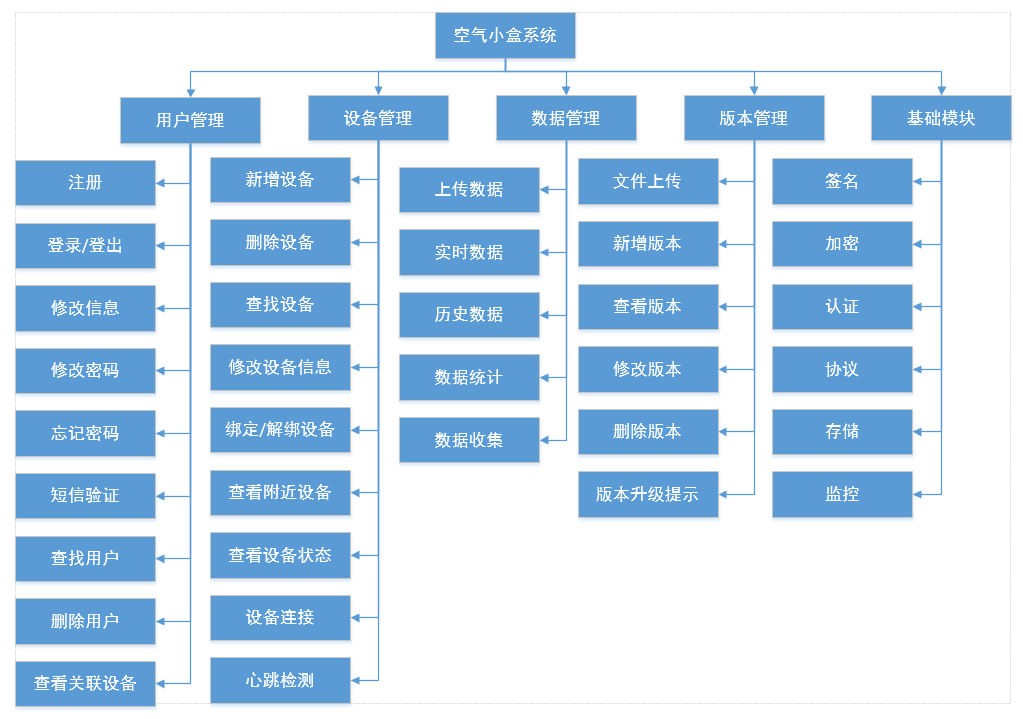 空气小盒系统
用户管理
设备管理
数据管理
版本管理
基础模块
注册
登录/登出
修改信息
修改密码
忘记密码
短信验证
查找用户
删除用户
查看关联设备
新增设备
删除设备
查找设备
修改设备信息
绑定/解绑设备
查看附近设备
查看设备状态
设备连接
心跳检测
上传数据
实时数据
历史数据
数据统计
数据收集
文件上传
新增版本
查看版本
修改版本
删除版本
版本升级提示
签名
加密
认证
协议
存储
监控